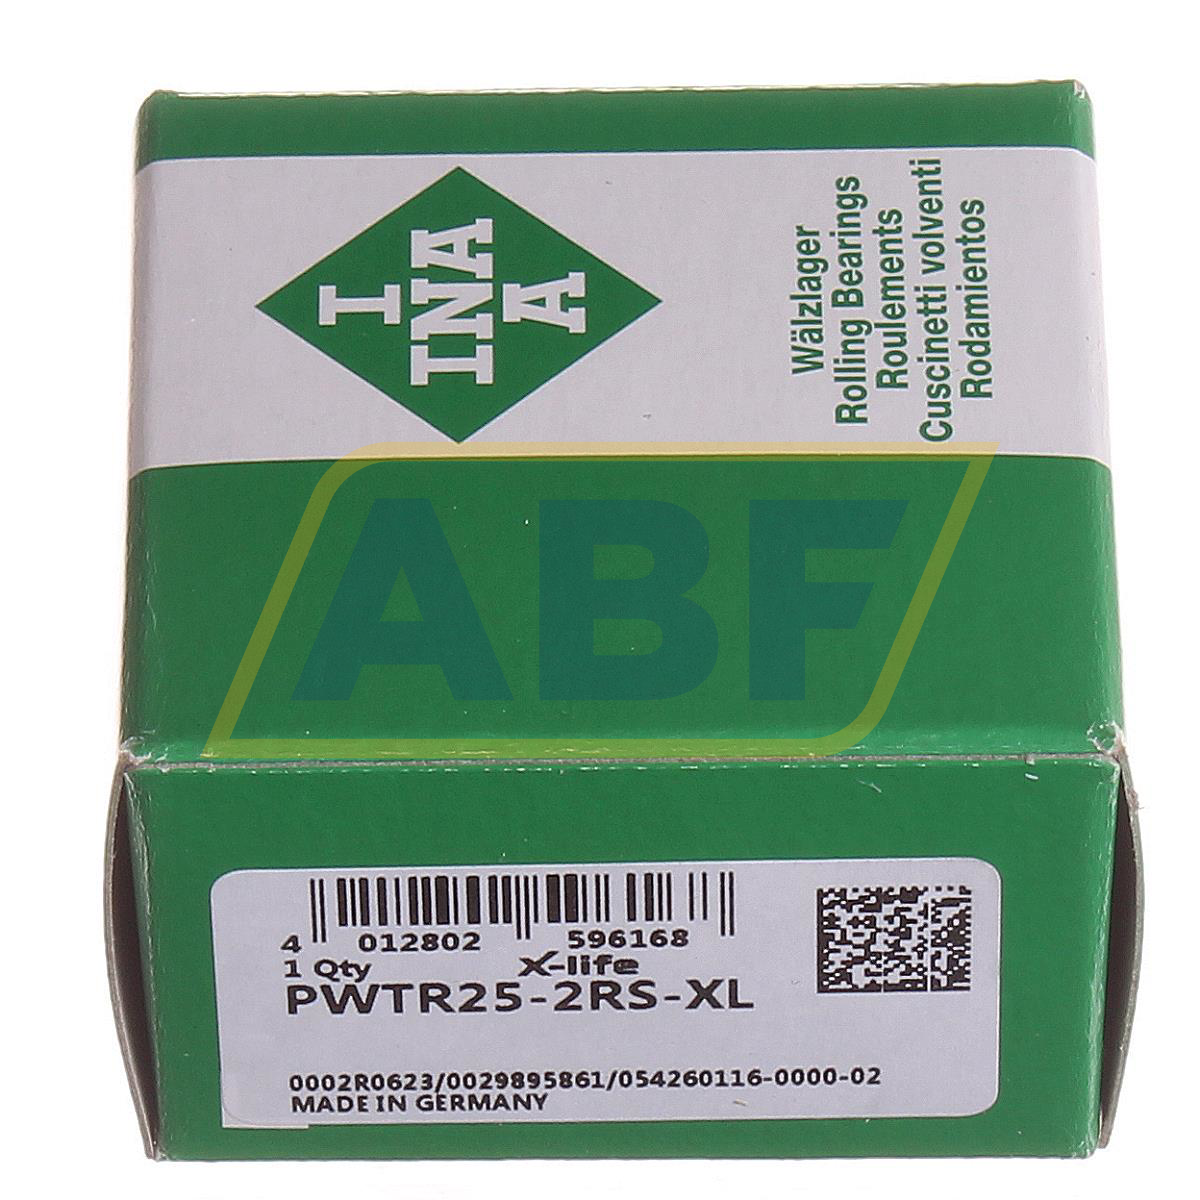 I
INA
A
Wälzlager
Rolling Bearings
Roulements
Cuscinetti volventi
Rodamientos
ABF
4 012802 596168
1 Qty X-life
PWTR25-2RS-XL
0002R0623/0029895861/054260116-0000-02
MADE IN GERMANY